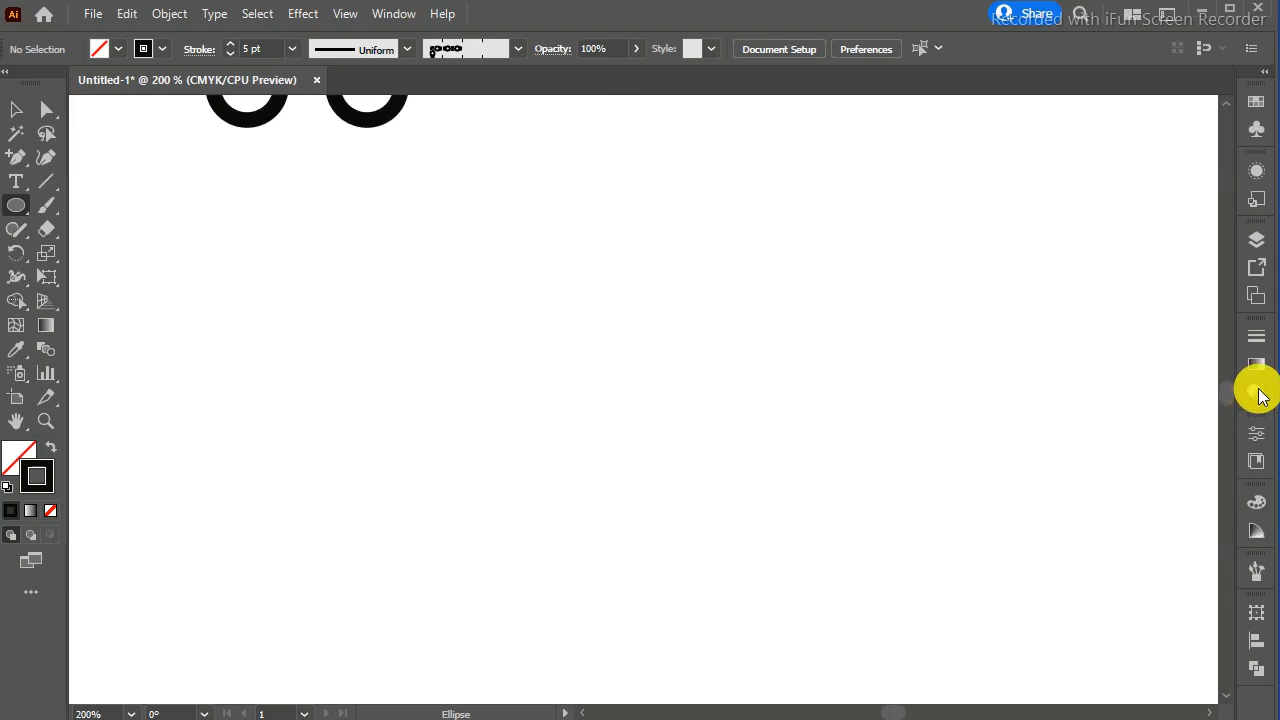 Ai File Edit Object Type Select Effect View Window Help Share
Recorded with iFun Screen Recorder
No Selection Stroke: 5 pt Uniform Opacity: 100% Style: Document Setup Preferences
Untitled-1* @ 200 % (CMYK/CPU Preview) ×
T
200% 0° 1 Ellipse